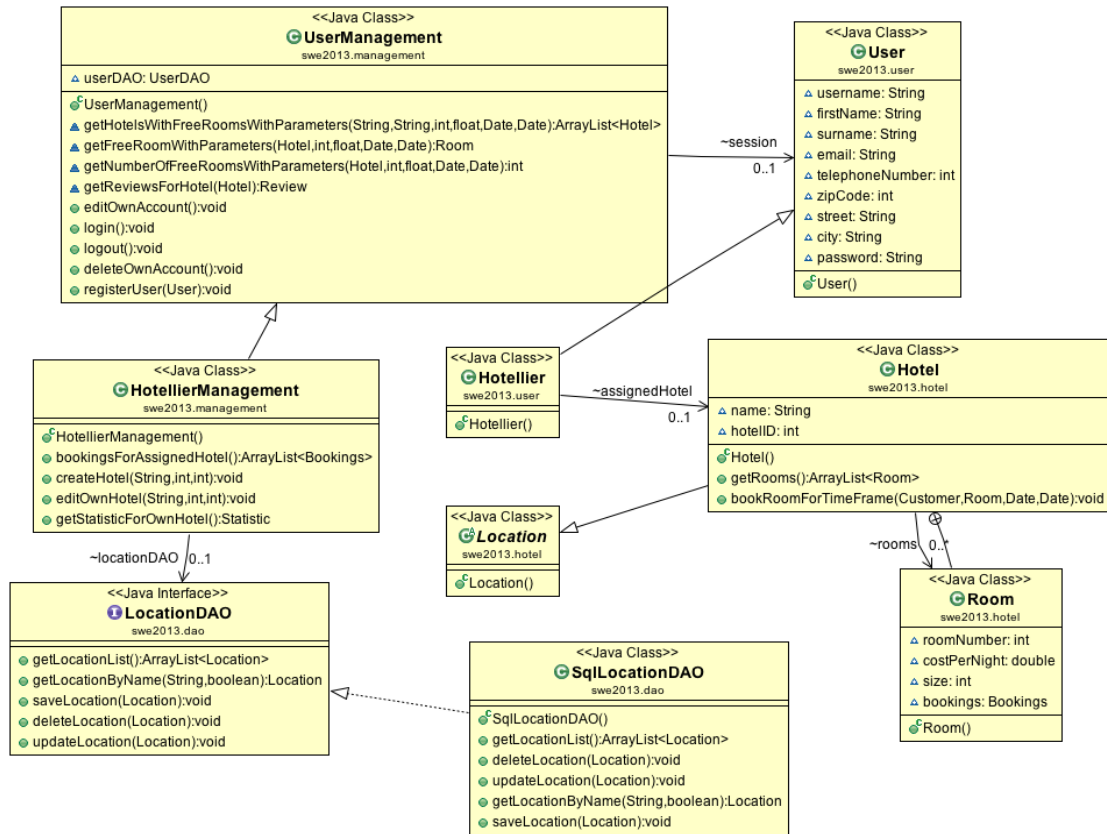 <<Java Class>>
UserManagement
swe2013.management
userDAO: UserDAO
UserManagement()
getHotelsWithFreeRoomsWithParameters(String,String,int,float,Date,Date):ArrayList<Hotel>
getFreeRoomWithParameters(Hotel,int,float,Date,Date):Room
getNumberOfFreeRoomsWithParameters(Hotel,int,float,Date,Date):int
getReviewsForHotel(Hotel):Review
editOwnAccount():void
login():void
logout():void
deleteOwnAccount():void
registerUser(User):void
~session
0..1
<<Java Class>>
User
swe2013.user
username: String
firstName: String
surname: String
email: String
telephoneNumber: int
zipCode: int
street: String
city: String
password: String
User()
<<Java Class>>
HotellierManagement
swe2013.management
HotellierManagement()
bookingsForAssignedHotel():ArrayList<Bookings>
createHotel(String,int,int):void
editOwnHotel(String,int,int):void
getStatisticForOwnHotel():Statistic
<<Java Class>>
Hotellier
swe2013.user
Hotellier()
~assignedHotel
0..1
<<Java Class>>
Hotel
swe2013.hotel
name: String
hotelID: int
Hotel()
getRooms():ArrayList<Room>
bookRoomForTimeFrame(Customer,Room,Date,Date):void
<<Java Class>>
Location
swe2013.hotel
Location()
~rooms
0..*
~locationDAO
0..1
<<Java Interface>>
LocationDAO
swe2013.dao
getLocationList():ArrayList<Location>
getLocationByName(String,boolean):Location
saveLocation(Location):void
deleteLocation(Location):void
updateLocation(Location):void
<<Java Class>>
SqlLocationDAO
swe2013.dao
SqlLocationDAO()
getLocationList():ArrayList<Location>
deleteLocation(Location):void
updateLocation(Location):void
getLocationByName(String,boolean):Location
saveLocation(Location):void
<<Java Class>>
Room
swe2013.hotel
roomNumber: int
costPerNight: double
size: int
bookings: Bookings
Room()